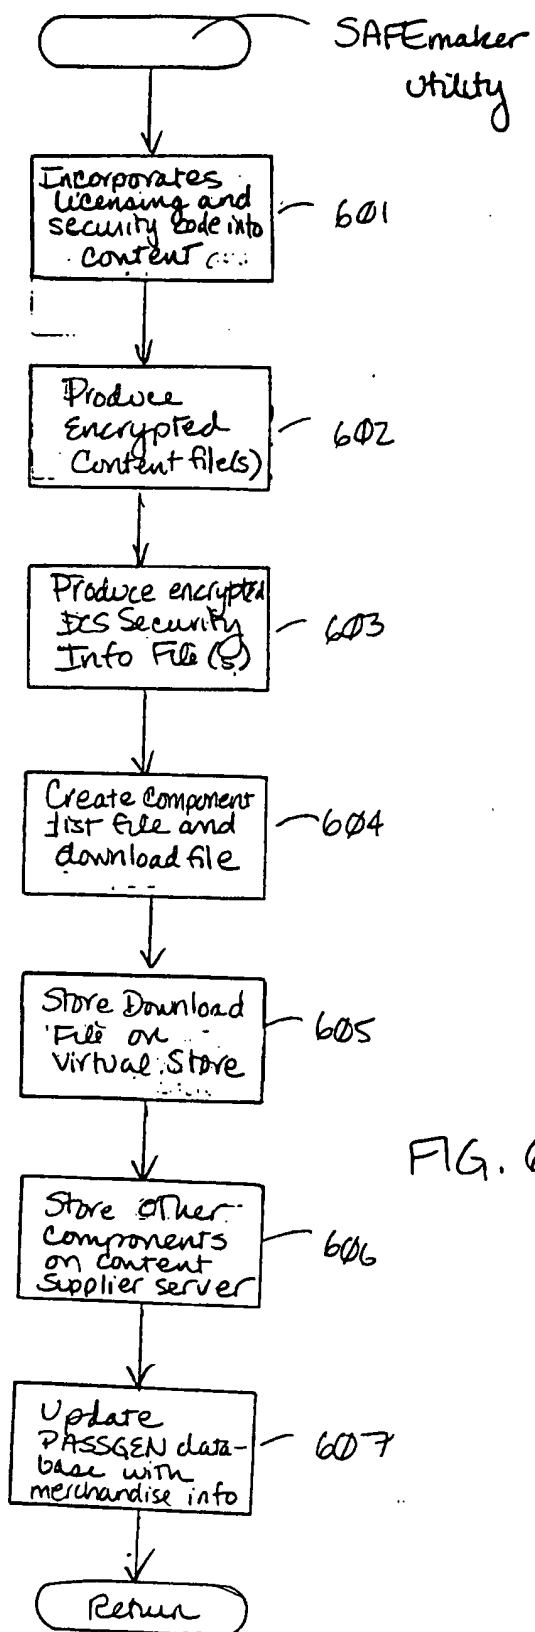 SAFEmaker
utility
Incorporates
licensing and
security code into
content
601
Produce
Encrypted
Content file(s)
602
Produce encrypted
DCS Security
Info File(s)
603
Create component
list file and
download file
604
Store Download
File on
Virtual Store
605
FIG. 6
Store other
components
on content
supplier server
606
Update
PASSGEN data-
base with
merchandise info
607
Return